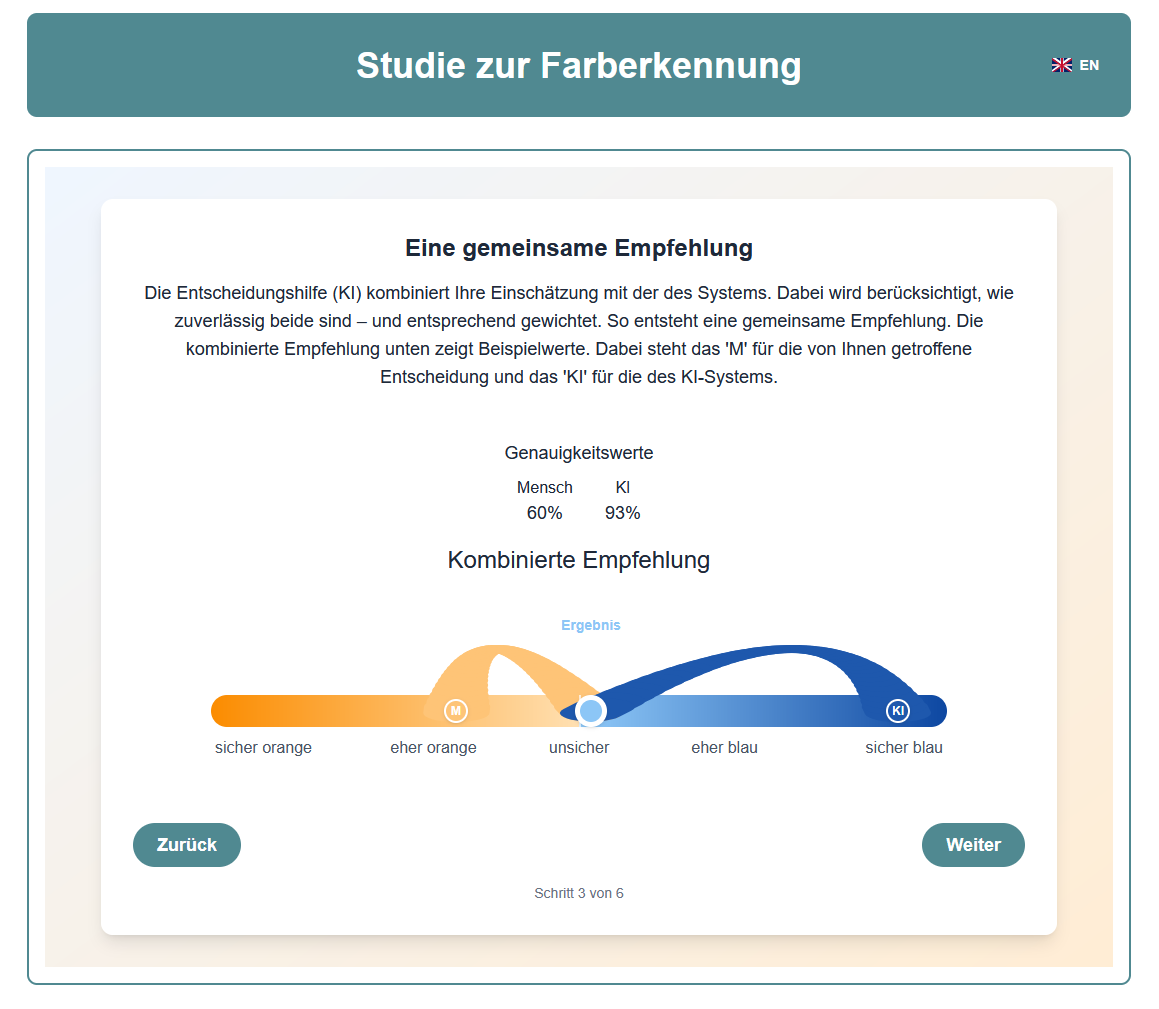 Studie zur Farberkennung
EN
Eine gemeinsame Empfehlung
Die Entscheidungshilfe (KI) kombiniert Ihre Einschätzung mit der des Systems. Dabei wird berücksichtigt, wie
zuverlässig beide sind – und entsprechend gewichtet. So entsteht eine gemeinsame Empfehlung. Die
kombinierte Empfehlung unten zeigt Beispielwerte. Dabei steht das 'M' für die von Ihnen getroffene
Entscheidung und das 'KI' für die des KI-Systems.
Genauigkeitswerte
Mensch KI
60% 93%
Kombinierte Empfehlung
Ergebnis
M KI
sicher orange eher orange unsicher eher blau sicher blau
Zurück Weiter
Schritt 3 von 6